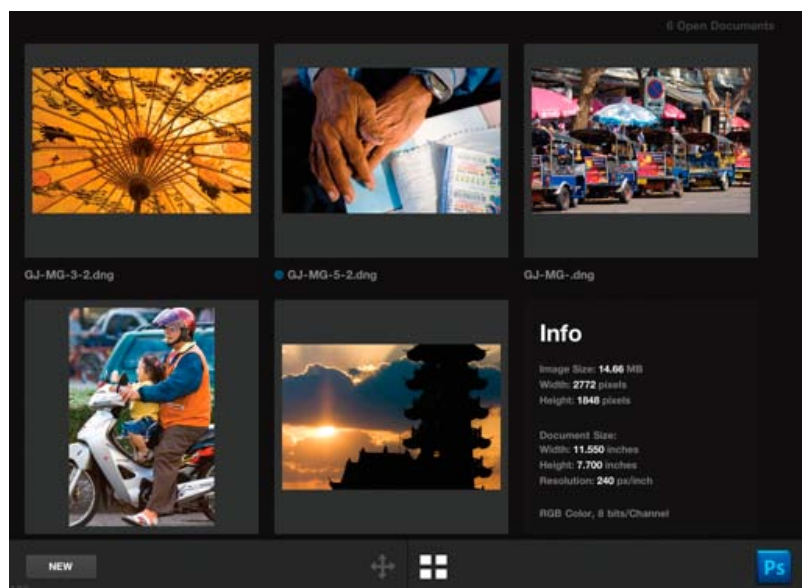 6 Open Documents
GJ-MG-3-2.dng
GJ-MG-5-2.dng
GJ-MG-.dng
Info
Image Size: 14.66 MB
Width: 2772 pixels
Height: 1848 pixels
Document Size:
Width: 11.550 inches
Height: 7.700 inches
Resolution: 240 px/inch
RGB Color, 8 bits/Channel
NEW
Ps